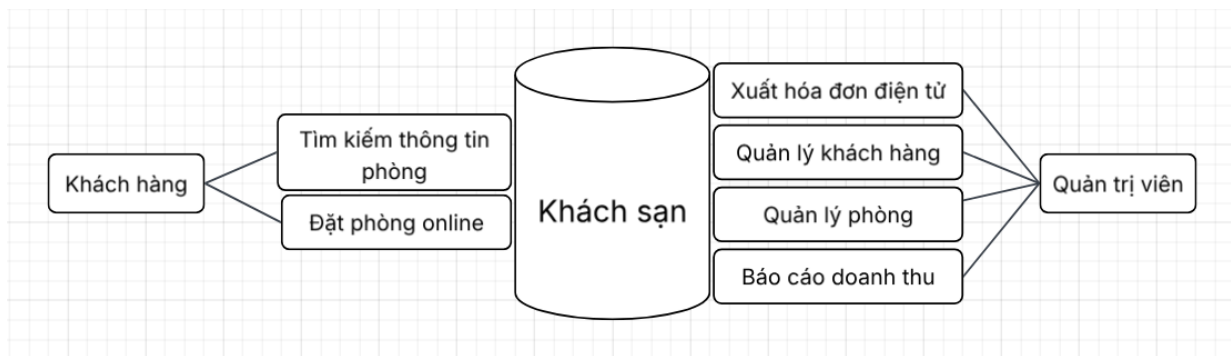 Khách hàng
Tìm kiếm thông tin
phòng
Đặt phòng online
Khách sạn
Xuất hóa đơn điện tử
Quản lý khách hàng
Quản lý phòng
Báo cáo doanh thu
Quản trị viên